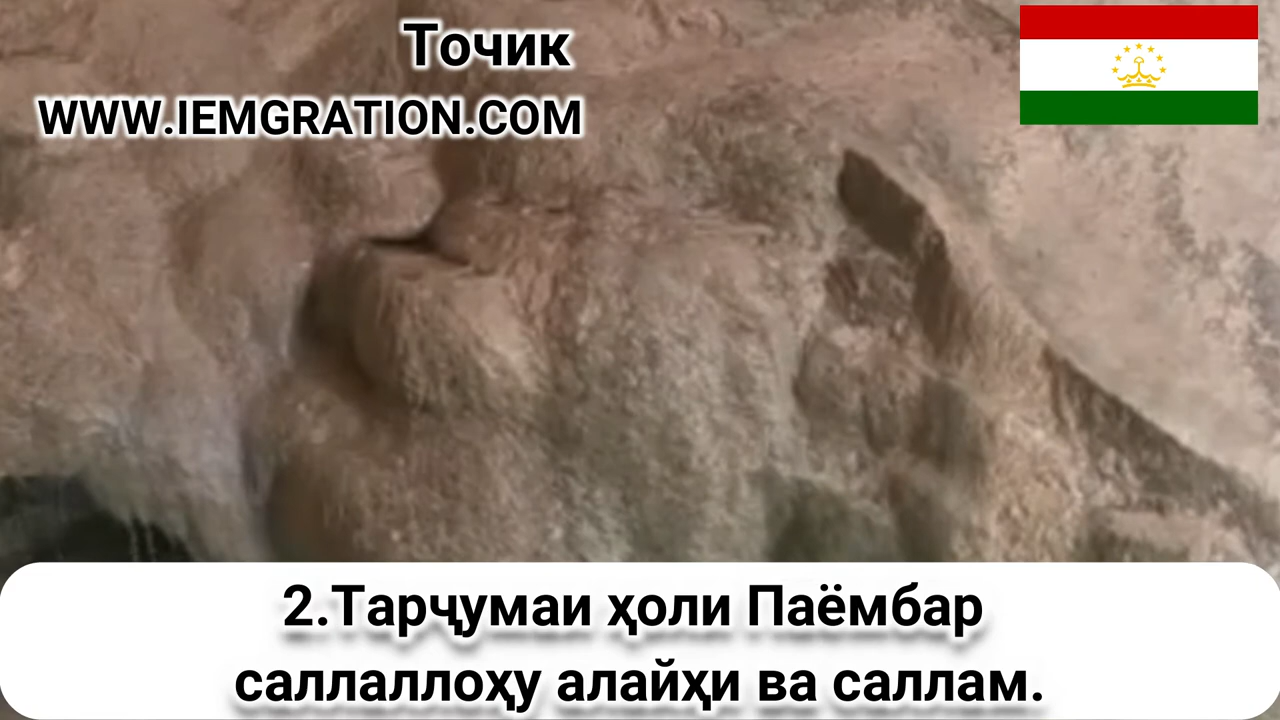 Точик
WWW.IEMGRATION.COM
2.Тарҷумаи ҳоли Паёмбар
саллаллоҳу алайҳи ва саллам.